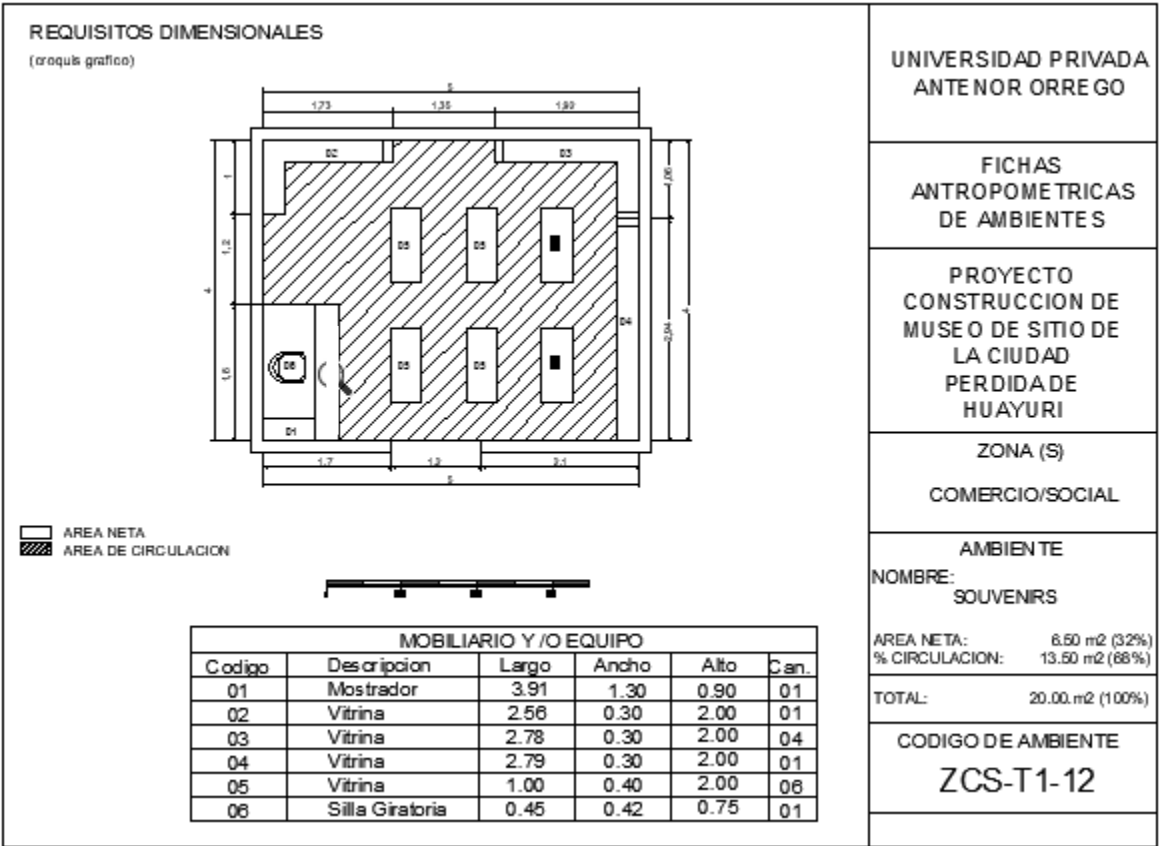 REQUISITOS DIMENSIONALES
(croquis grafico)
5
1,73 1,35 1,93
02 03
1
1,06
1,2
05 05
4
04
4
2,94
1,8
06
05 05
01
1,7 1,2 2,1
5
AREA NETA
AREA DE CIRCULACION
MOBILIARIO Y /O EQUIPO
Codigo Descripcion Largo Ancho Alto Can.
01 Mostrador 3.91 1.30 0.90 01
02 Vitrina 2.56 0.30 2.00 01
03 Vitrina 2.78 0.30 2.00 04
04 Vitrina 2.79 0.30 2.00 01
05 Vitrina 1.00 0.40 2.00 06
06 Silla Giratoria 0.45 0.42 0.75 01
UNIVERSIDAD PRIVADA
ANTENOR ORREGO
FICHAS
ANTROPOMETRICAS
DE AMBIENTES
PROYECTO
CONSTRUCCION DE
MUSEO DE SITIO DE
LA CIUDAD
PERDIDA DE
HUAYURI
ZONA (S)
COMERCIO/SOCIAL
AMBIENTE
NOMBRE:
SOUVENIRS
AREA NETA: 6.50 m2 (32%)
% CIRCULACION: 13.50 m2 (68%)
TOTAL: 20.00.m2 (100%)
CODIGO DE AMBIENTE
ZCS-T1-12